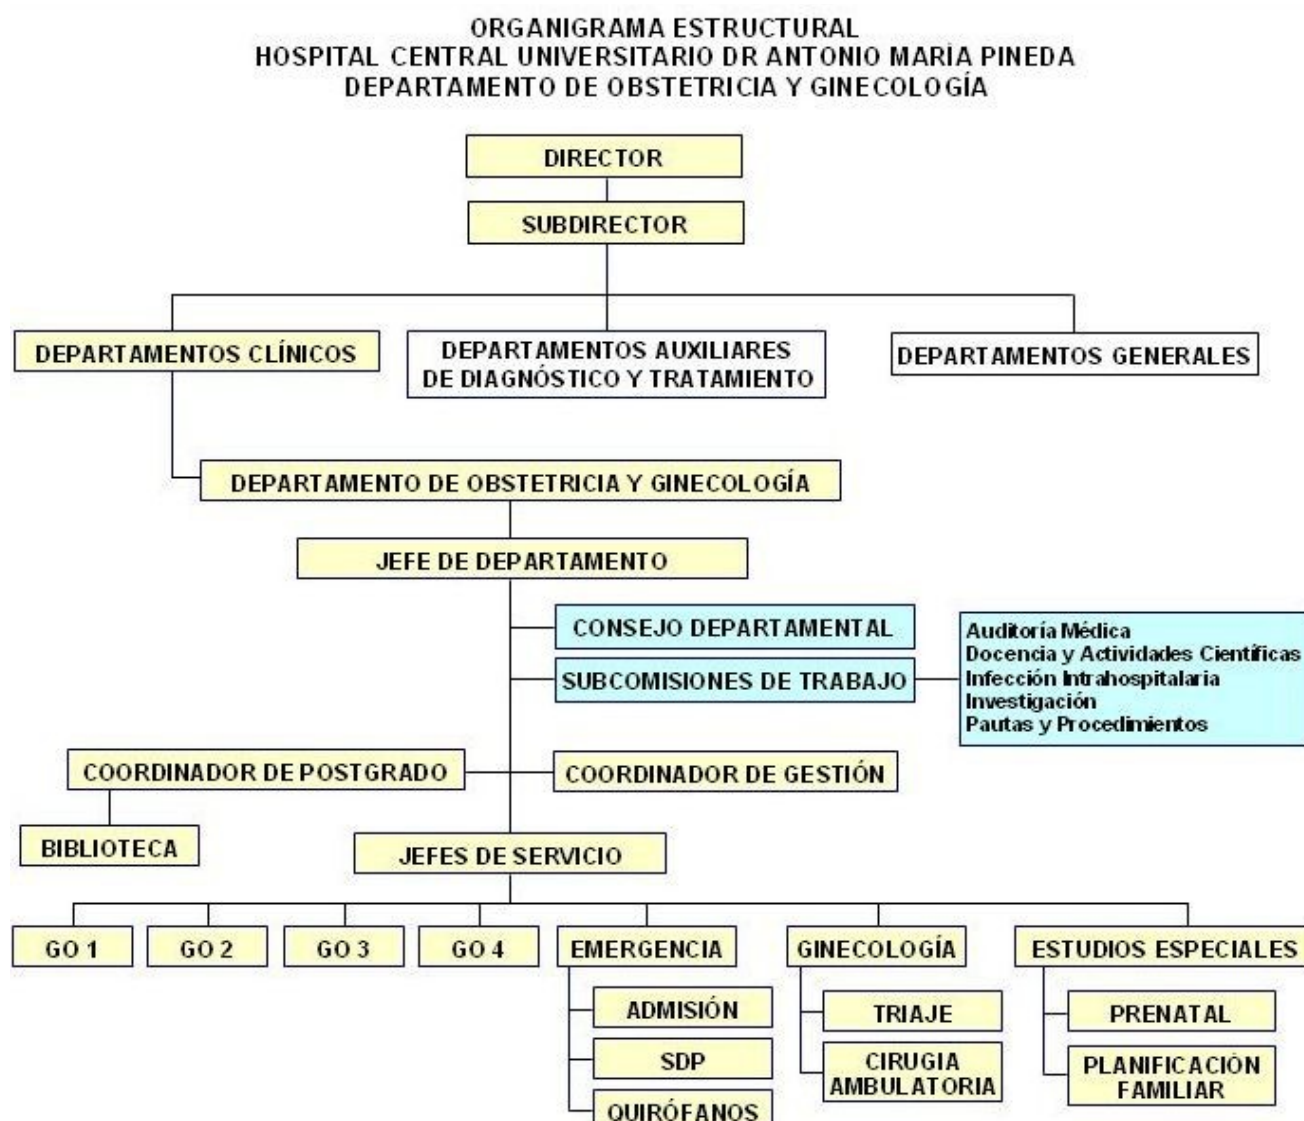 ORGANIGRAMA ESTRUCTURAL
HOSPITAL CENTRAL UNIVERSITARIO DR ANTONIO MARÍA PINEDA
DEPARTAMENTO DE OBSTETRICIA Y GINECOLOGÍA
DIRECTOR
SUBDIRECTOR
DEPARTAMENTOS CLÍNICOS
DEPARTAMENTOS AUXILIARES
DE DIAGNÓSTICO Y TRATAMIENTO
DEPARTAMENTOS GENERALES
DEPARTAMENTO DE OBSTETRICIA Y GINECOLOGÍA
JEFE DE DEPARTAMENTO
CONSEJO DEPARTAMENTAL
SUBCOMISIONES DE TRABAJO
Auditoría Médica
Docencia y Actividades Científicas
Infección Intrahospitalaria
Investigación
Pautas y Procedimientos
COORDINADOR DE POSTGRADO
COORDINADOR DE GESTIÓN
BIBLIOTECA
JEFES DE SERVICIO
GO 1
GO 2
GO 3
GO 4
EMERGENCIA
ADMISIÓN
SDP
QUIRÓFANOS
GINECOLOGÍA
TRIAJE
CIRUGIA
AMBULATORIA
ESTUDIOS ESPECIALES
PRENATAL
PLANIFICACIÓN
FAMILIAR